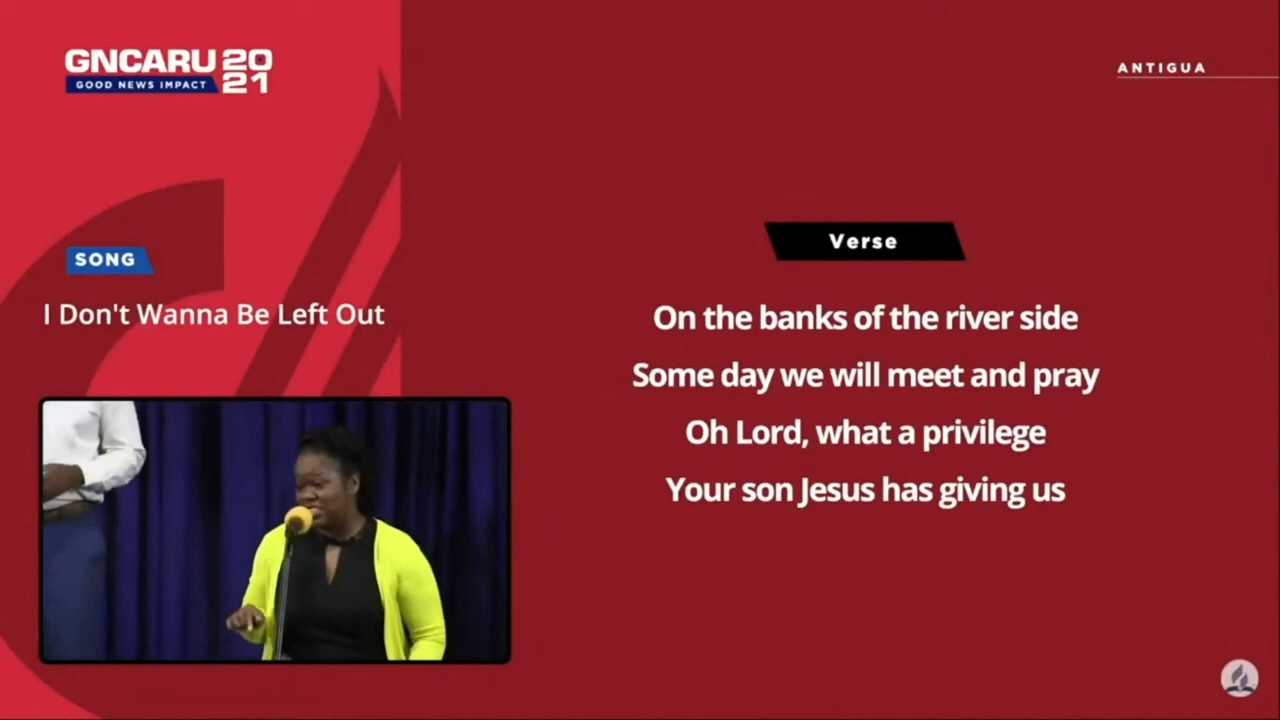 GNCARU 2021
GOOD NEWS IMPACT
ANTIGUA
SONG
I Don't Wanna Be Left Out
Verse
On the banks of the river side
Some day we will meet and pray
Oh Lord, what a privilege
Your son Jesus has giving us